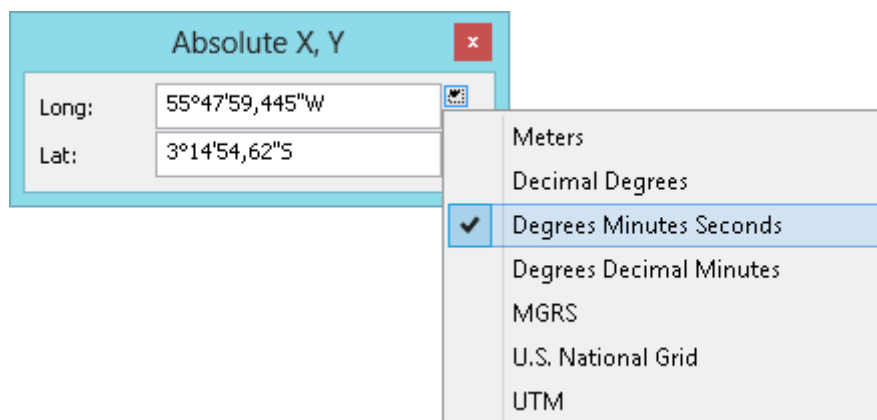 Absolute X, Y
x
Long: 55°47'59,445"W
Lat: 3°14'54,62"S
Meters
Decimal Degrees
Degrees Minutes Seconds
Degrees Decimal Minutes
MGRS
U.S. National Grid
UTM